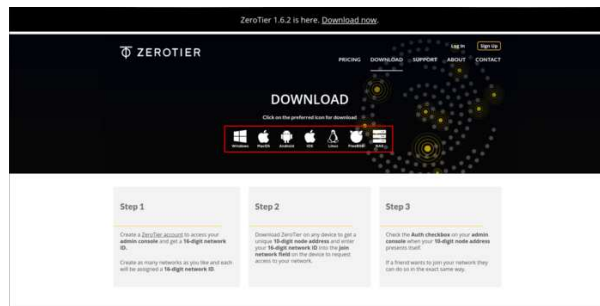 ZeroTier 1.6.2 is here. Download now.
ZEROTIER
Log In Sign Up
PRICING DOWNLOAD SUPPORT ABOUT CONTACT
DOWNLOAD
Click on the preferred icon for download
Windows MacOS Android iOS Linux FreeBSD NAS
Step 1
Create a ZeroTier account to access your
admin console and get a 16-digit network
ID.
Create as many networks as you like and each
will be assigned a 16-digit network ID.
Step 2
Download ZeroTier on any device to get a
unique 10-digit node address and enter
your 16-digit network ID into the join
network field on the device to request
access to your network.
Step 3
Check the Auth checkbox on your admin
console when your 10-digit node address
presents itself.
If a friend wants to join your network they
can do so in the exact same way.